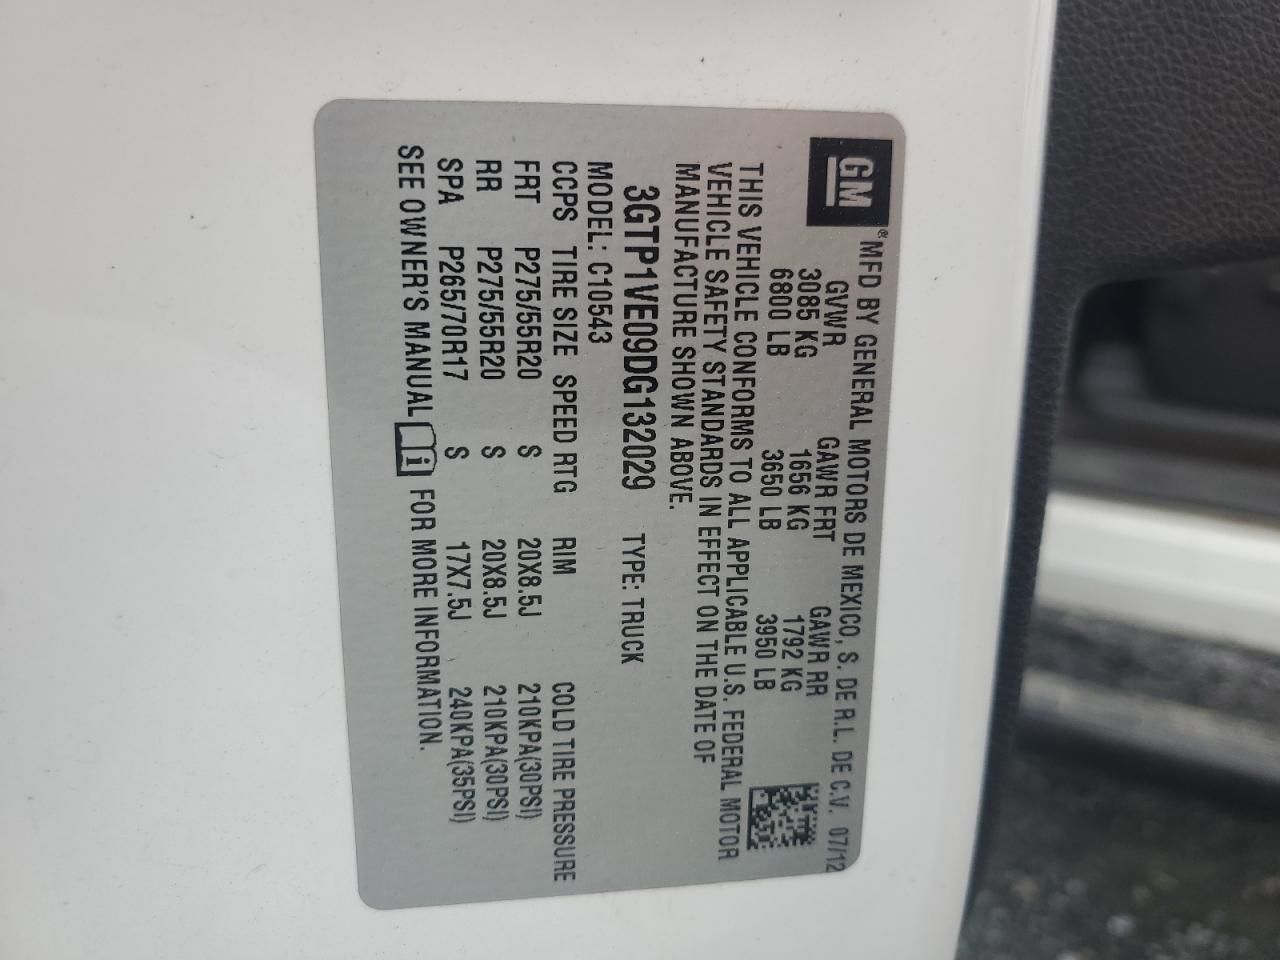 GM
®MFD BY GENERAL MOTORS DE MEXICO, S. DE R.L. DE C.V. 07/12
GVWR GAWR FRT GAWR RR
3085 KG 1656 KG 1792 KG
6800 LB 3650 LB 3950 LB
THIS VEHICLE CONFORMS TO ALL APPLICABLE U.S. FEDERAL MOTOR
VEHICLE SAFETY STANDARDS IN EFFECT ON THE DATE OF
MANUFACTURE SHOWN ABOVE.
3GTP1VE09DG132029 TYPE: TRUCK
MODEL: C10543
CCPS TIRE SIZE SPEED RTG RIM COLD TIRE PRESSURE
FRT P275/55R20 S 20X8.5J 210KPA(30PSI)
RR P275/55R20 S 20X8.5J 210KPA(30PSI)
SPA P265/70R17 S 17X7.5J 240KPA(35PSI)
SEE OWNER'S MANUAL i FOR MORE INFORMATION.